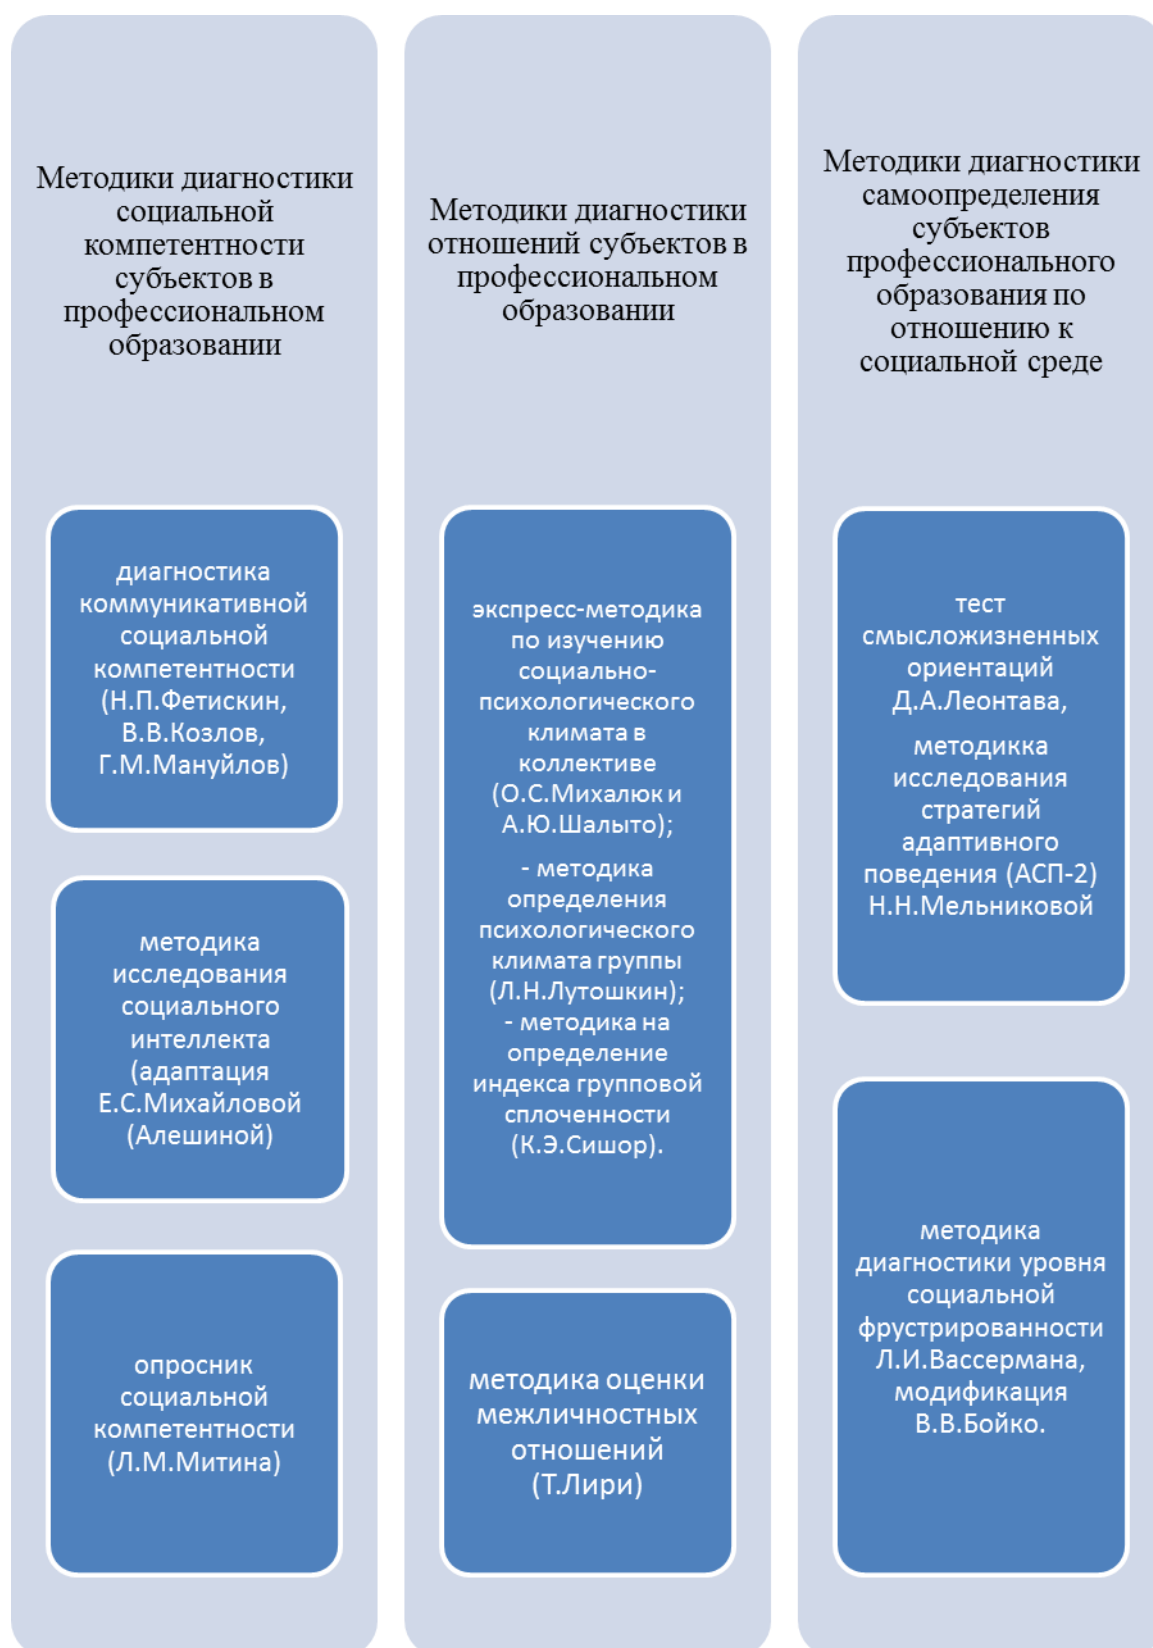 Методики диагностики
социальной
компетентности
субъектов в
профессиональном
образовании
диагностика
коммуникативной
социальной
компетентности
(Н.П.Фетискин,
В.В.Козлов,
Г.М.Мануйлов)
методика
исследования
социального
интеллекта
(адаптация
Е.С.Михайловой
(Алешиной)
опросник
социальной
компетентности
(Л.М.Митина)
Методики диагностики
отношений субъектов в
профессиональном
образовании
экспресс-методика
по изучению
социально-
психологического
климата в
коллективе
(О.С.Михалюк и
А.Ю.Шалыто);
- методика
определения
психологического
климата группы
(Л.Н.Лутошкин);
- методика на
определение
индекса групповой
сплоченности
(К.Э.Сишор).
методика оценки
межличностных
отношений
(Т.Лири)
Методики диагностики
самоопределения
субъектов
профессионального
образования по
отношению к
социальной среде
тест
смысложизненных
ориентаций
Д.А.Леонтава,
методикка
исследования
стратегий
адаптивного
поведения (АСП-2)
Н.Н.Мельниковой
методика
диагностики уровня
социальной
фрустрированности
Л.И.Вассермана,
модификация
В.В.Бойко.